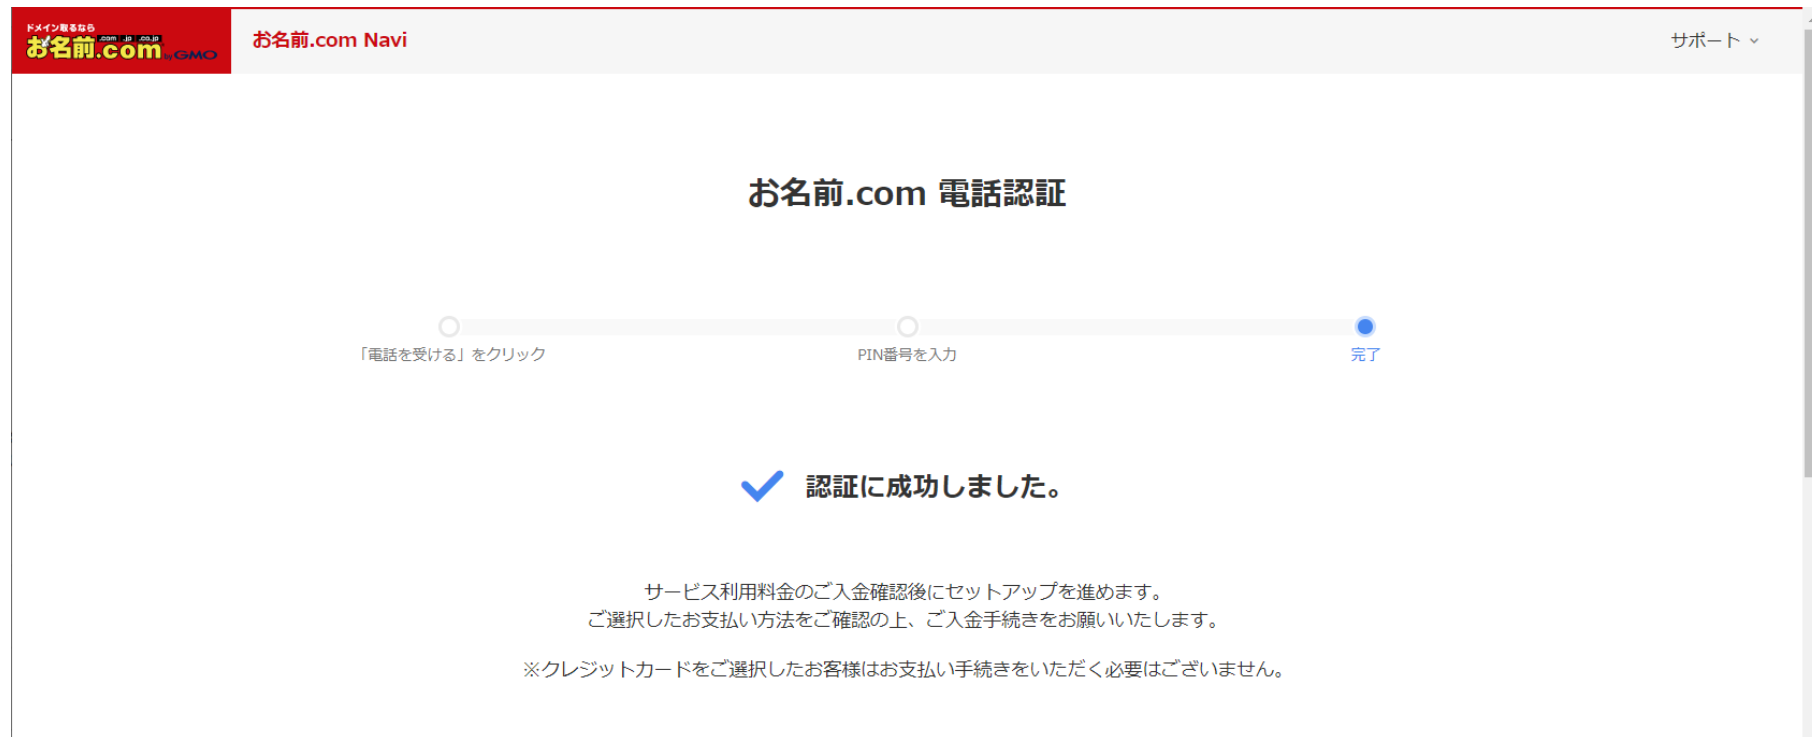 ドメイン取るなら
.com .jp .co.jp
お名前.com by GMO
お名前.com Navi
サポート
お名前.com 電話認証
「電話を受ける」をクリック
PIN番号を入力
完了
認証に成功しました。
サービス利用料金のご入金確認後にセットアップを進めます。
ご選択したお支払い方法をご確認の上、ご入金手続きをお願いいたします。
※クレジットカードをご選択したお客様はお支払い手続きをいただく必要はございません。